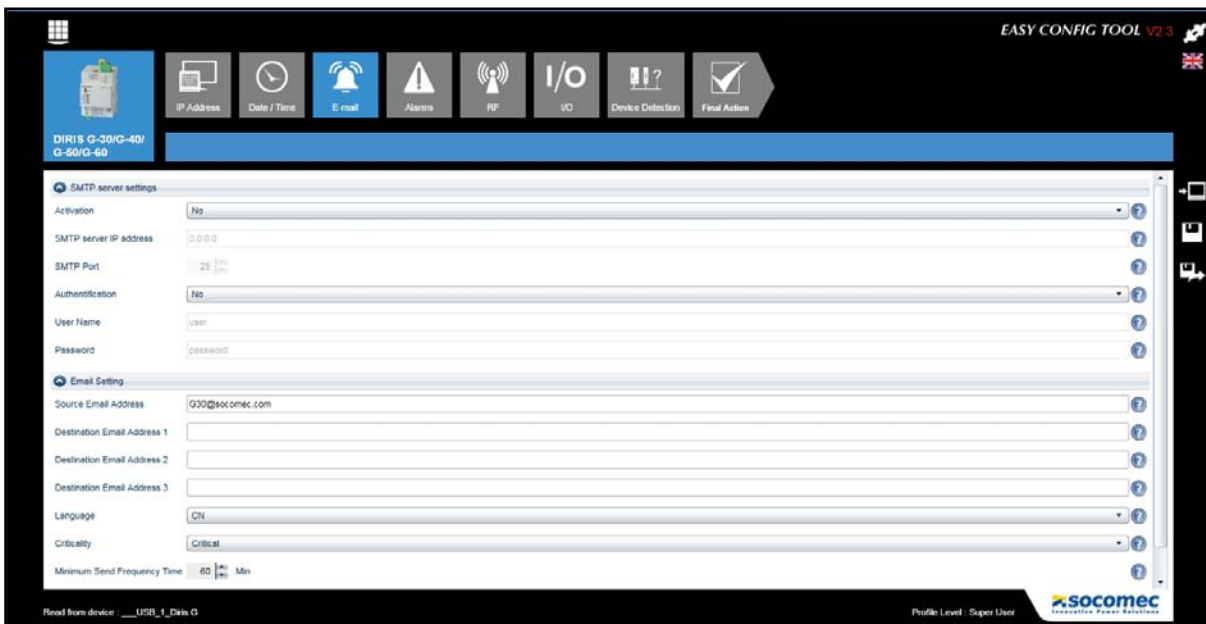 EASY CONFIG TOOL V2.3
IP Address
Date / Time
E-mail
Alarms
RF
I/O
I/O
Device Detection
Final Action
DIRIS G-30/G-40/
G-50/G-60
SMTP server settings
Activation No
SMTP server IP address 0.0.0.0
SMTP Port 25
Authentification No
User Name user
Password password
Email Setting
Source Email Address G30@socomec.com
Destination Email Address 1
Destination Email Address 2
Destination Email Address 3
Language CN
Criticality Critical
Minimum Send Frequency Time 60 Min
Read from device : ___USB_1_Diris G
Profile Level : Super User
socomec
Innovative Power Solutions